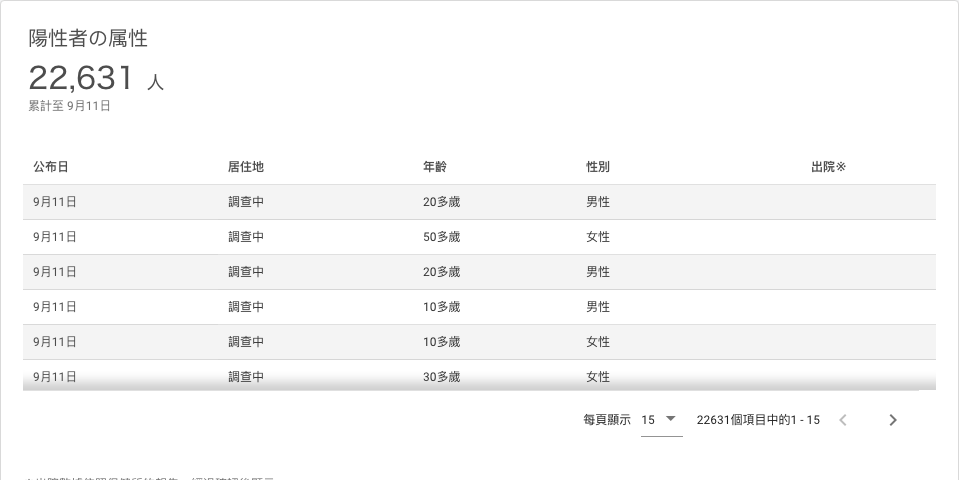 陽性者の属性
22,631 人
累計至 9月11日
公布日 居住地 年齡 性別 出院※
9月11日 調查中 20多歲 男性
9月11日 調查中 50多歲 女性
9月11日 調查中 20多歲 男性
9月11日 調查中 10多歲 男性
9月11日 調查中 10多歲 女性
9月11日 調查中 30多歲 女性
每頁顯示 15 22631個項目中的1 - 15